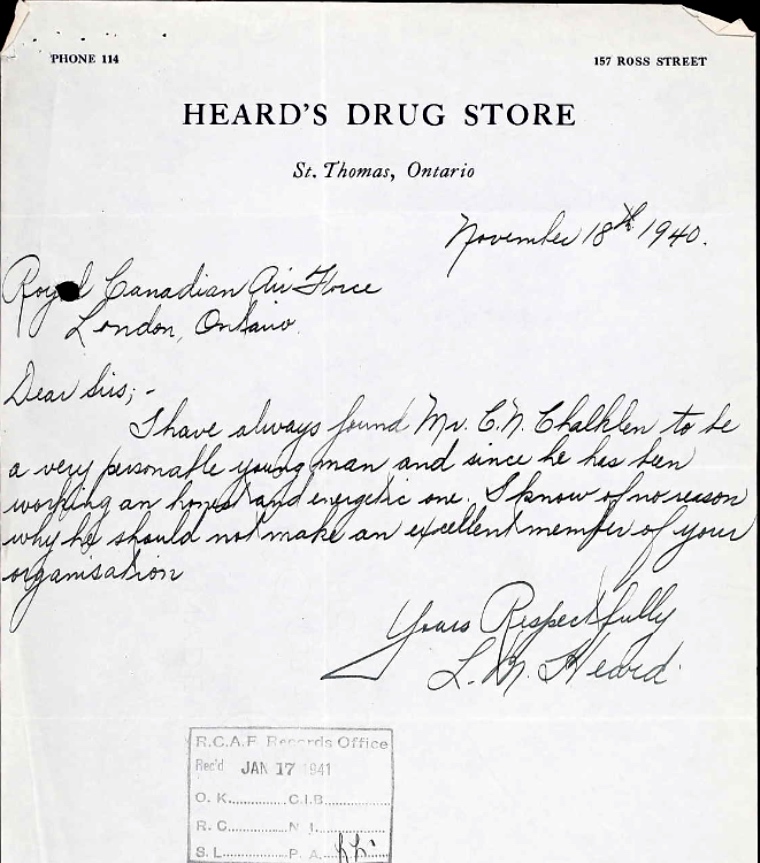 PHONE 114
157 ROSS STREET
HEARD'S DRUG STORE
St. Thomas, Ontario
November 18th 1940.
Royal Canadian Air Force
London, Ontario
Dear Sirs; -
I have always found Mr. C.N. Chalklen to be
a very personable young man and since he has been
working an honest and energetic one. I know of no reason
why he should not make an excellent member of your
organisation
Yours Respectfully
L. M. Heard.
R.C.A.F. Records Office
Rec'd JAN 17 1941
O. K. ............ C.I.B. ............
R. C. ............ N. I. ............
S. L. ............ P. A. ............